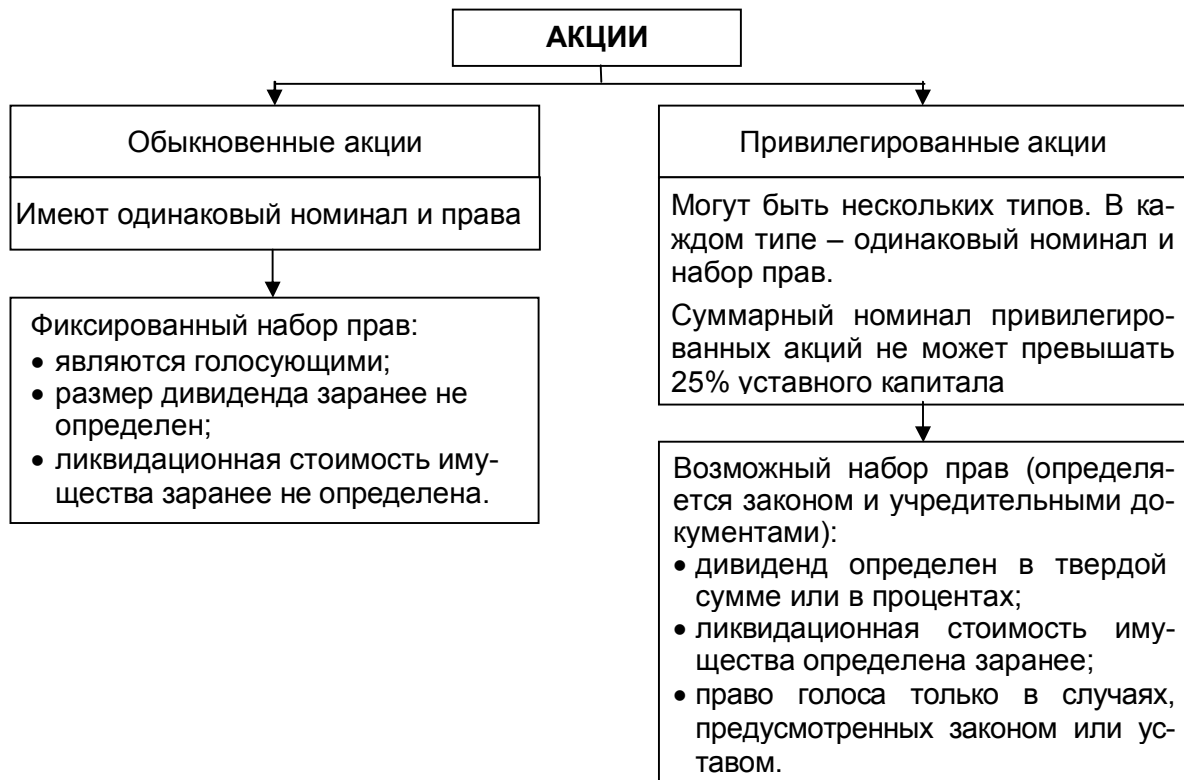 АКЦИИ
Обыкновенные акции
Имеют одинаковый номинал и права
Фиксированный набор прав:
• являются голосующими;
• размер дивиденда заранее не
определен;
• ликвидационная стоимость иму-
щества заранее не определена.
Привилегированные акции
Могут быть нескольких типов. В ка-
ждом типе – одинаковый номинал и
набор прав.
Суммарный номинал привилегиро-
ванных акций не может превышать
25% уставного капитала
Возможный набор прав (определя-
ется законом и учредительными до-
кументами):
• дивиденд определен в твердой
сумме или в процентах;
• ликвидационная стоимость иму-
щества определена заранее;
• право голоса только в случаях,
предусмотренных законом или ус-
тавом.